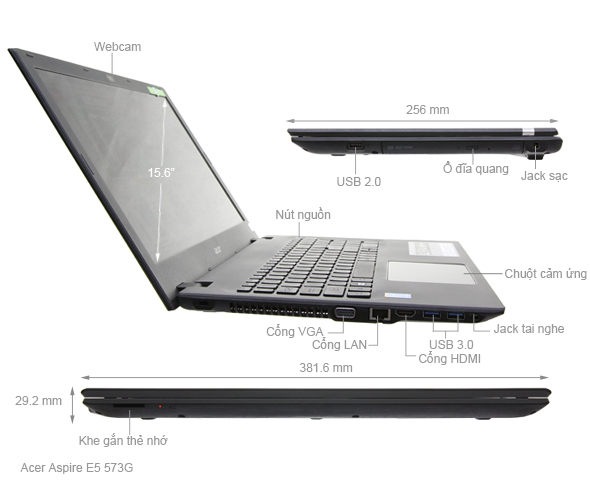 Webcam
256 mm
15.6"
USB 2.0
Ổ đĩa quang
Jack sạc
Nút nguồn
Chuột cảm ứng
Cổng VGA
Cổng LAN
USB 3.0
Cổng HDMI
Jack tai nghe
381.6 mm
29.2 mm
Khe gắn thẻ nhớ
Acer Aspire E5 573G